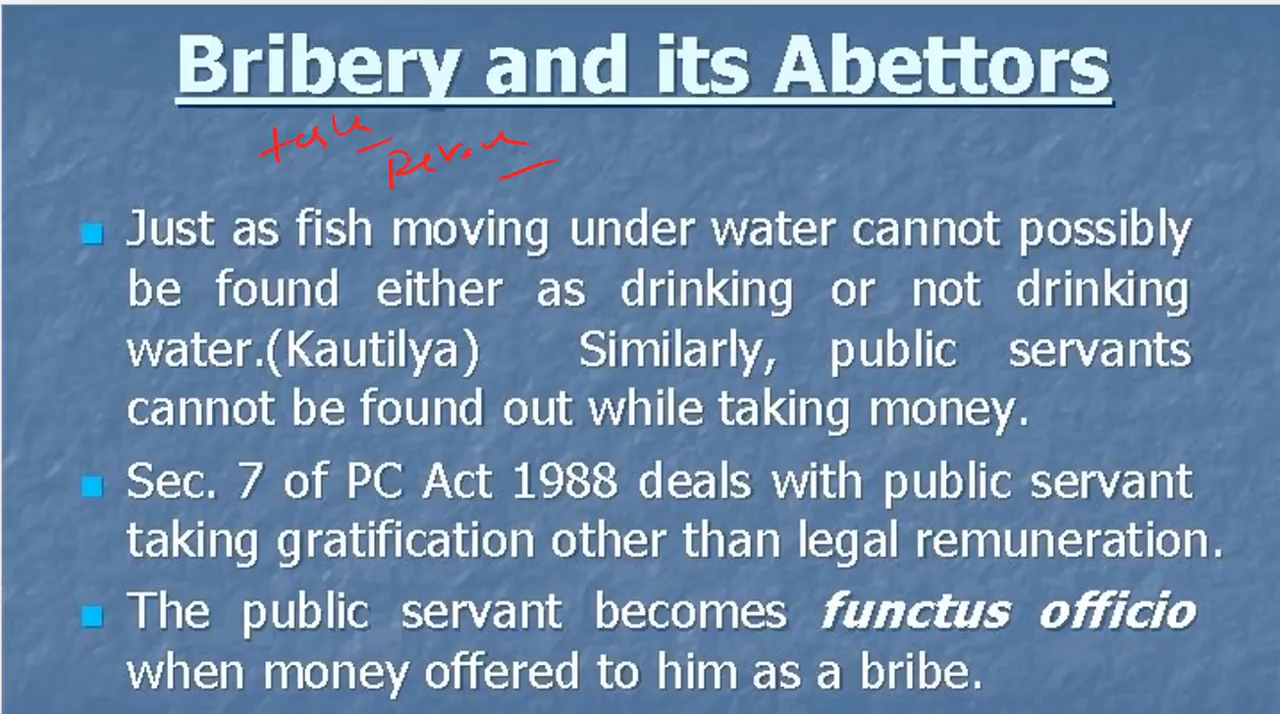 Bribery and its Abettors
Just as fish moving under water cannot possibly
be found either as drinking or not drinking
water.(Kautilya) Similarly, public servants
cannot be found out while taking money.
Sec. 7 of PC Act 1988 deals with public servant
taking gratification other than legal remuneration.
The public servant becomes functus officio
when money offered to him as a bribe.